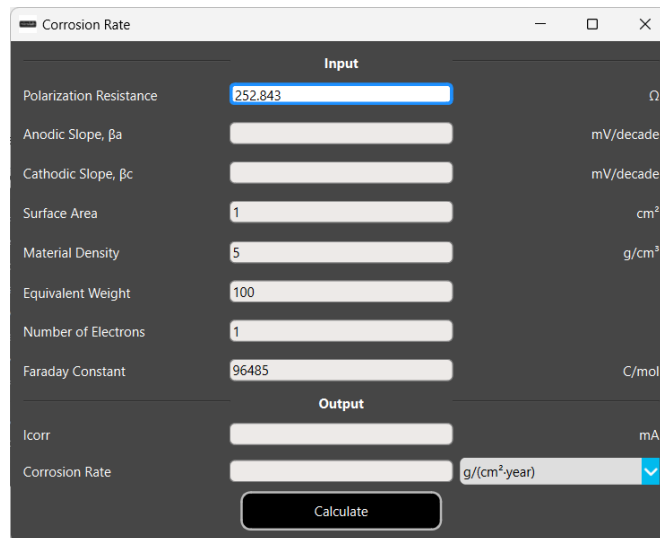 Corrosion Rate
Input
Polarization Resistance 252.843 Ω
Anodic Slope, βa mV/decade
Cathodic Slope, βc mV/decade
Surface Area 1 cm²
Material Density 5 g/cm³
Equivalent Weight 100
Number of Electrons 1
Faraday Constant 96485 C/mol
Output
Icorr mA
Corrosion Rate g/(cm²·year)
Calculate